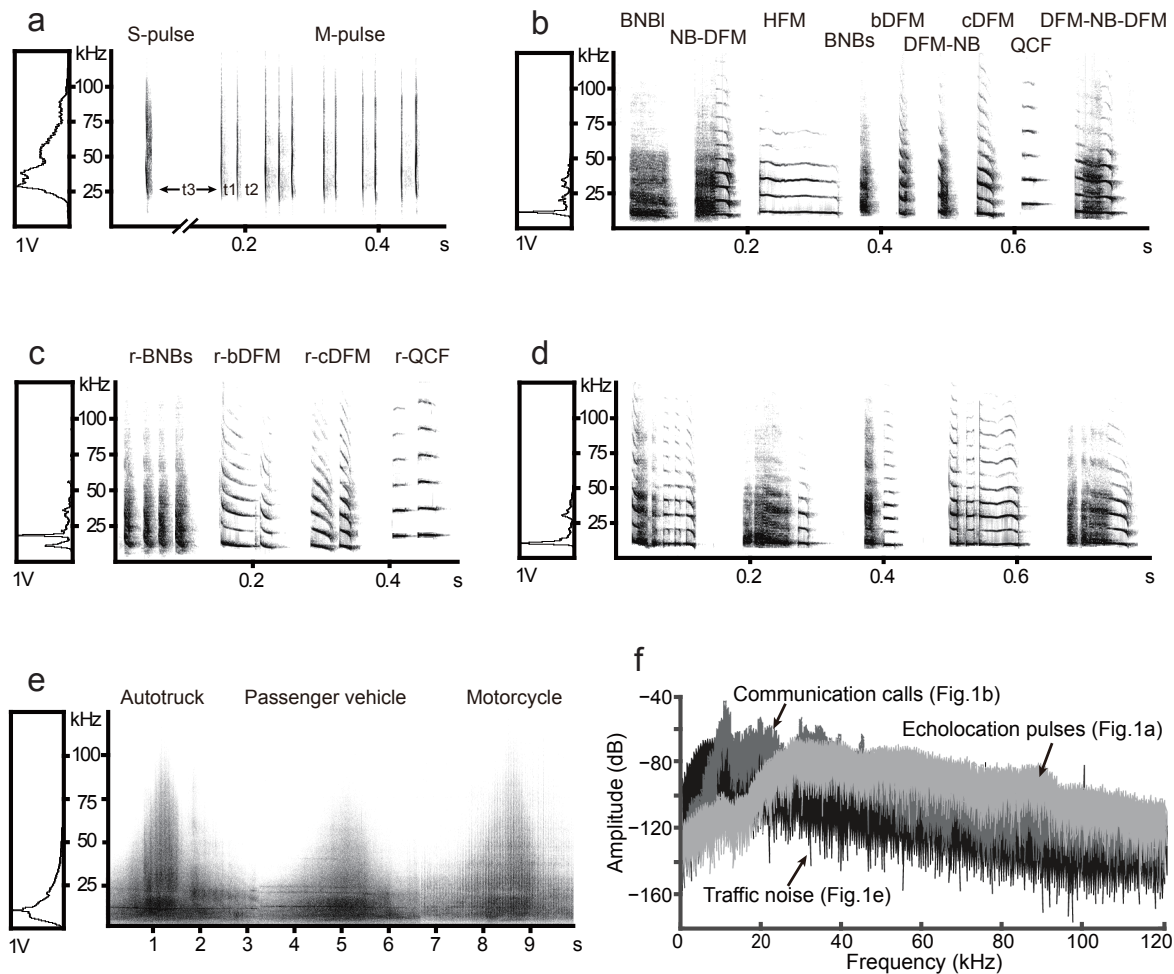 a
S-pulse M-pulse
kHz
100
75
50
25
t3 t1 t2
1V 0.2 0.4 s
b
BNBl NB-DFM HFM BNBs bDFM DFM-NB cDFM QCF DFM-NB-DFM
kHz
100
75
50
25
1V 0.2 0.4 0.6 s
c
r-BNBs r-bDFM r-cDFM r-QCF
kHz
100
75
50
25
1V 0.2 0.4 s
d
kHz
100
75
50
25
1V 0.2 0.4 0.6 s
e
Autotruck Passenger vehicle Motorcycle
kHz
100
75
50
25
1V 1 2 3 4 5 6 7 8 9 s
f
−40
Communication calls (Fig.1b)
Echolocation pulses (Fig.1a)
−80
Amplitude (dB)
−120
Traffic noise (Fig.1e)
−160
0 20 40 60 80 100 120
Frequency (kHz)